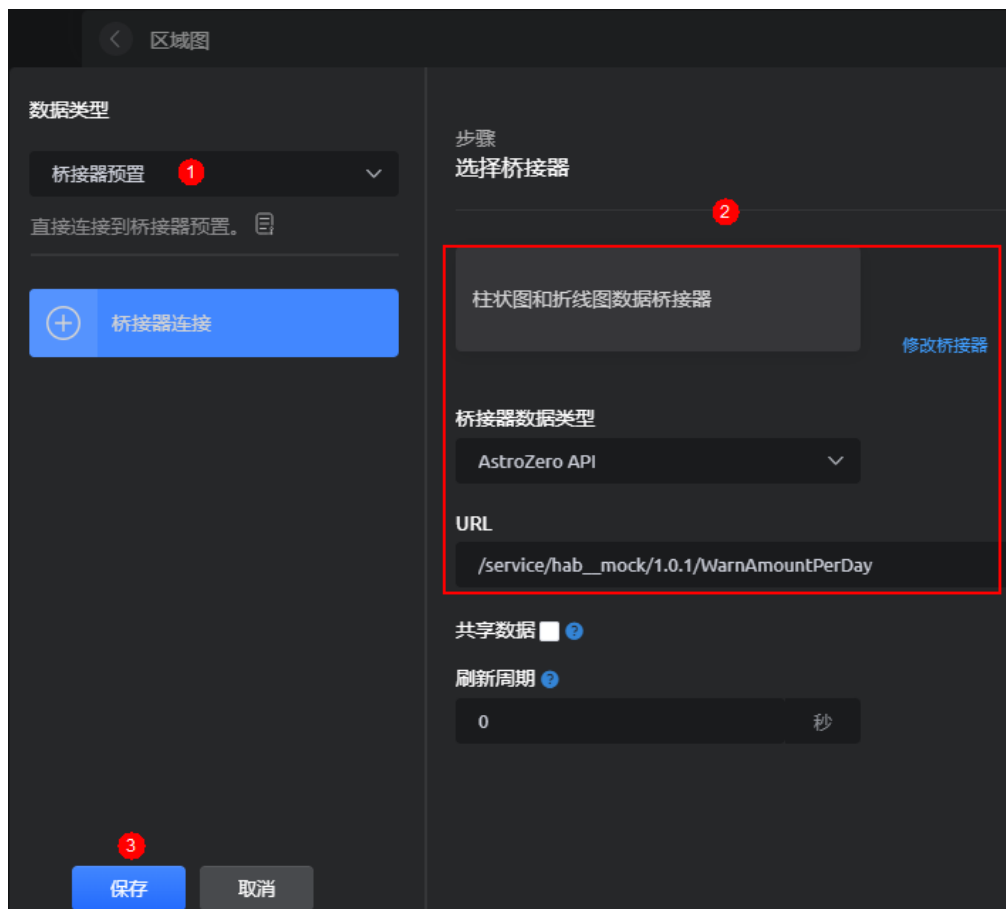 区域图
数据类型
桥接器预置
1
直接连接到桥接器预置。
桥接器连接
步骤
选择桥接器
2
柱状图和折线图数据桥接器
修改桥接器
桥接器数据类型
AstroZero API
URL
/service/hab__mock/1.0.1/WarnAmountPerDay
共享数据 ?
刷新周期 ?
0 秒
3
保存 取消